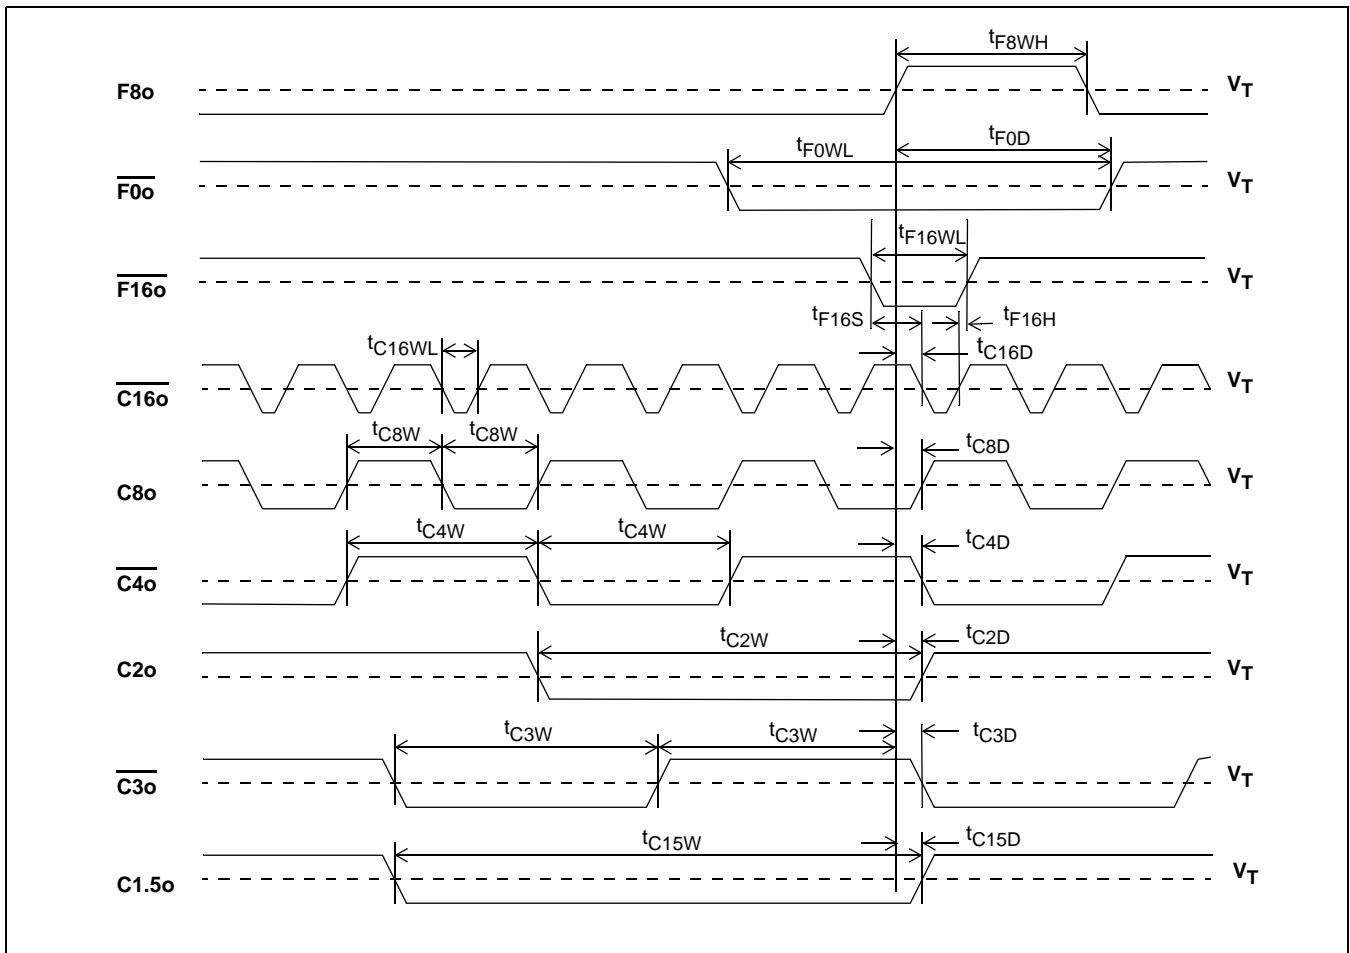 tF8WH
F8o VT
tF0WL tF0D
F0o VT
tF16WL
F16o VT
tF16S tF16H
tC16WL tC16D
C16o VT
tC8W tC8W tC8D
C8o VT
tC4W tC4W tC4D
C4o VT
tC2W tC2D
C2o VT
tC3W tC3W tC3D
C3o VT
tC15W tC15D
C1.5o VT